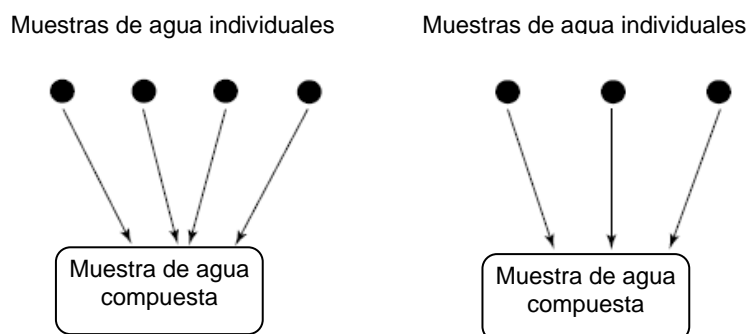 Muestras de agua individuales
Muestras de agua individuales
Muestra de agua
compuesta
Muestra de agua
compuesta